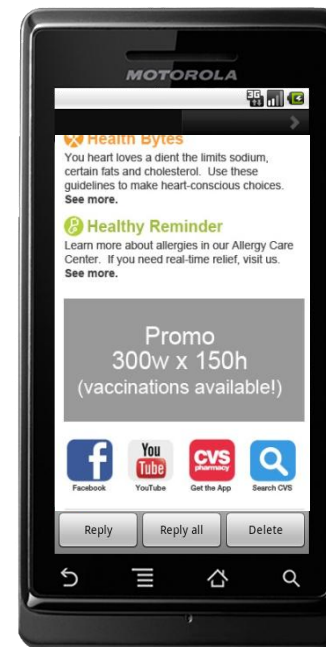 MOTOROLA
3G
Health Bytes
You heart loves a dient the limits sodium,
certain fats and cholesterol. Use these
guidelines to make heart-conscious choices.
See more.
Healthy Reminder
Learn more about allergies in our Allergy Care
Center. If you need real-time relief, visit us.
See more.
Promo
300w x 150h
(vaccinations available!)
f
You
Tube
CVS
pharmacy
Facebook
YouTube
Get the App
Search CVS
Reply
Reply all
Delete